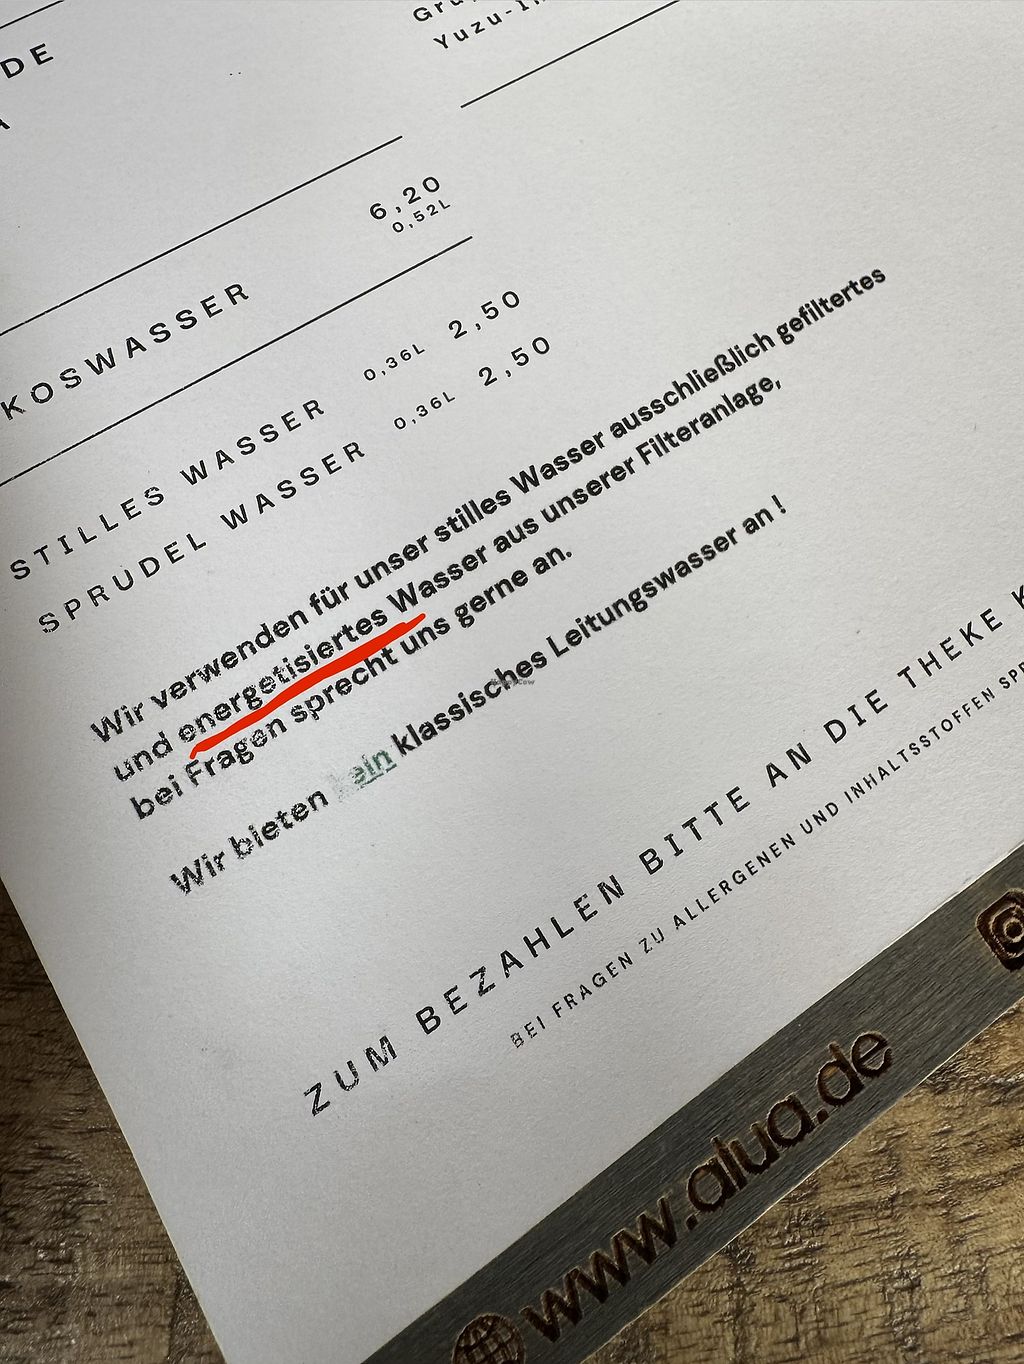 DE
6,20
0,52L
KOSWASSER
STILLES WASSER 0,36L 2,50
SPRUDEL WASSER 0,36L 2,50
Wir verwenden für unser stilles Wasser ausschließlich gefiltertes
und energetisiertes Wasser aus unserer Filteranlage,
bei Fragen sprecht uns gerne an.
Wir bieten kein klassisches Leitungswasser an !
ZUM BEZAHLEN BITTE AN DIE THEKE K
BEI FRAGEN ZU ALLERGENEN UND INHALTSSTOFFEN SPR
www.alua.de